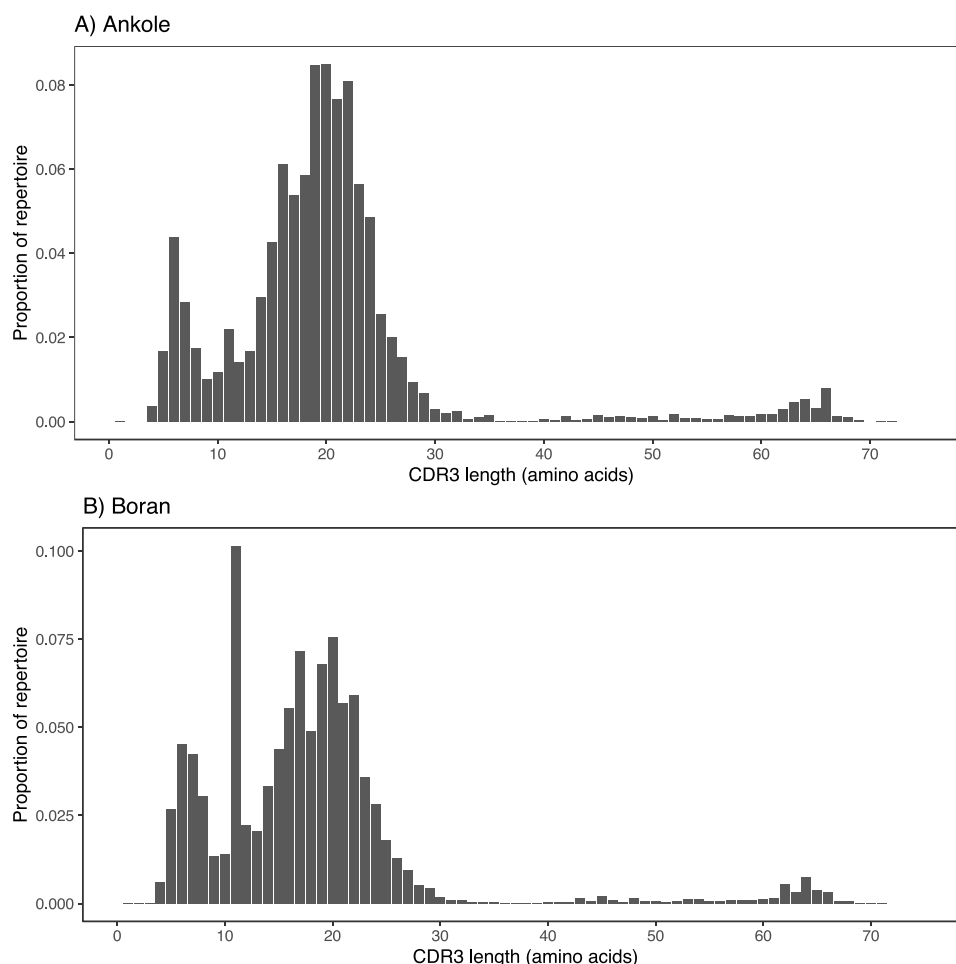 A) Ankole
Proportion of repertoire
0.08
0.06
0.04
0.02
0.00
0 10 20 30 40 50 60 70
CDR3 length (amino acids)
B) Boran
Proportion of repertoire
0.100
0.075
0.050
0.025
0.000
0 10 20 30 40 50 60 70
CDR3 length (amino acids)